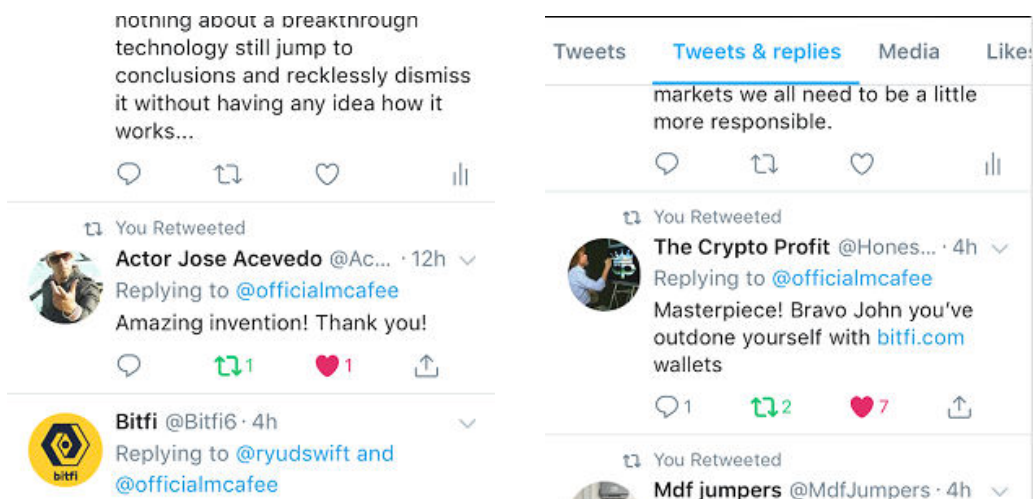 nothing about a breakthrough
technology still jump to
conclusions and recklessly dismiss
it without having any idea how it
works...
You Retweeted
Actor Jose Acevedo @Ac... · 12h
Replying to @officialmcafee
Amazing invention! Thank you!
1 1
bitfi
Bitfi @Bitfi6 · 4h
Replying to @ryudswift and
@officialmcafee
Tweets Tweets & replies Media Likes
markets we all need to be a little
more responsible.
You Retweeted
The Crypto Profit @Hones... · 4h
Replying to @officialmcafee
Masterpiece! Bravo John you've
outdone yourself with bitfi.com
wallets
1 2 7
You Retweeted
Mdf jumpers @MdfJumpers · 4h